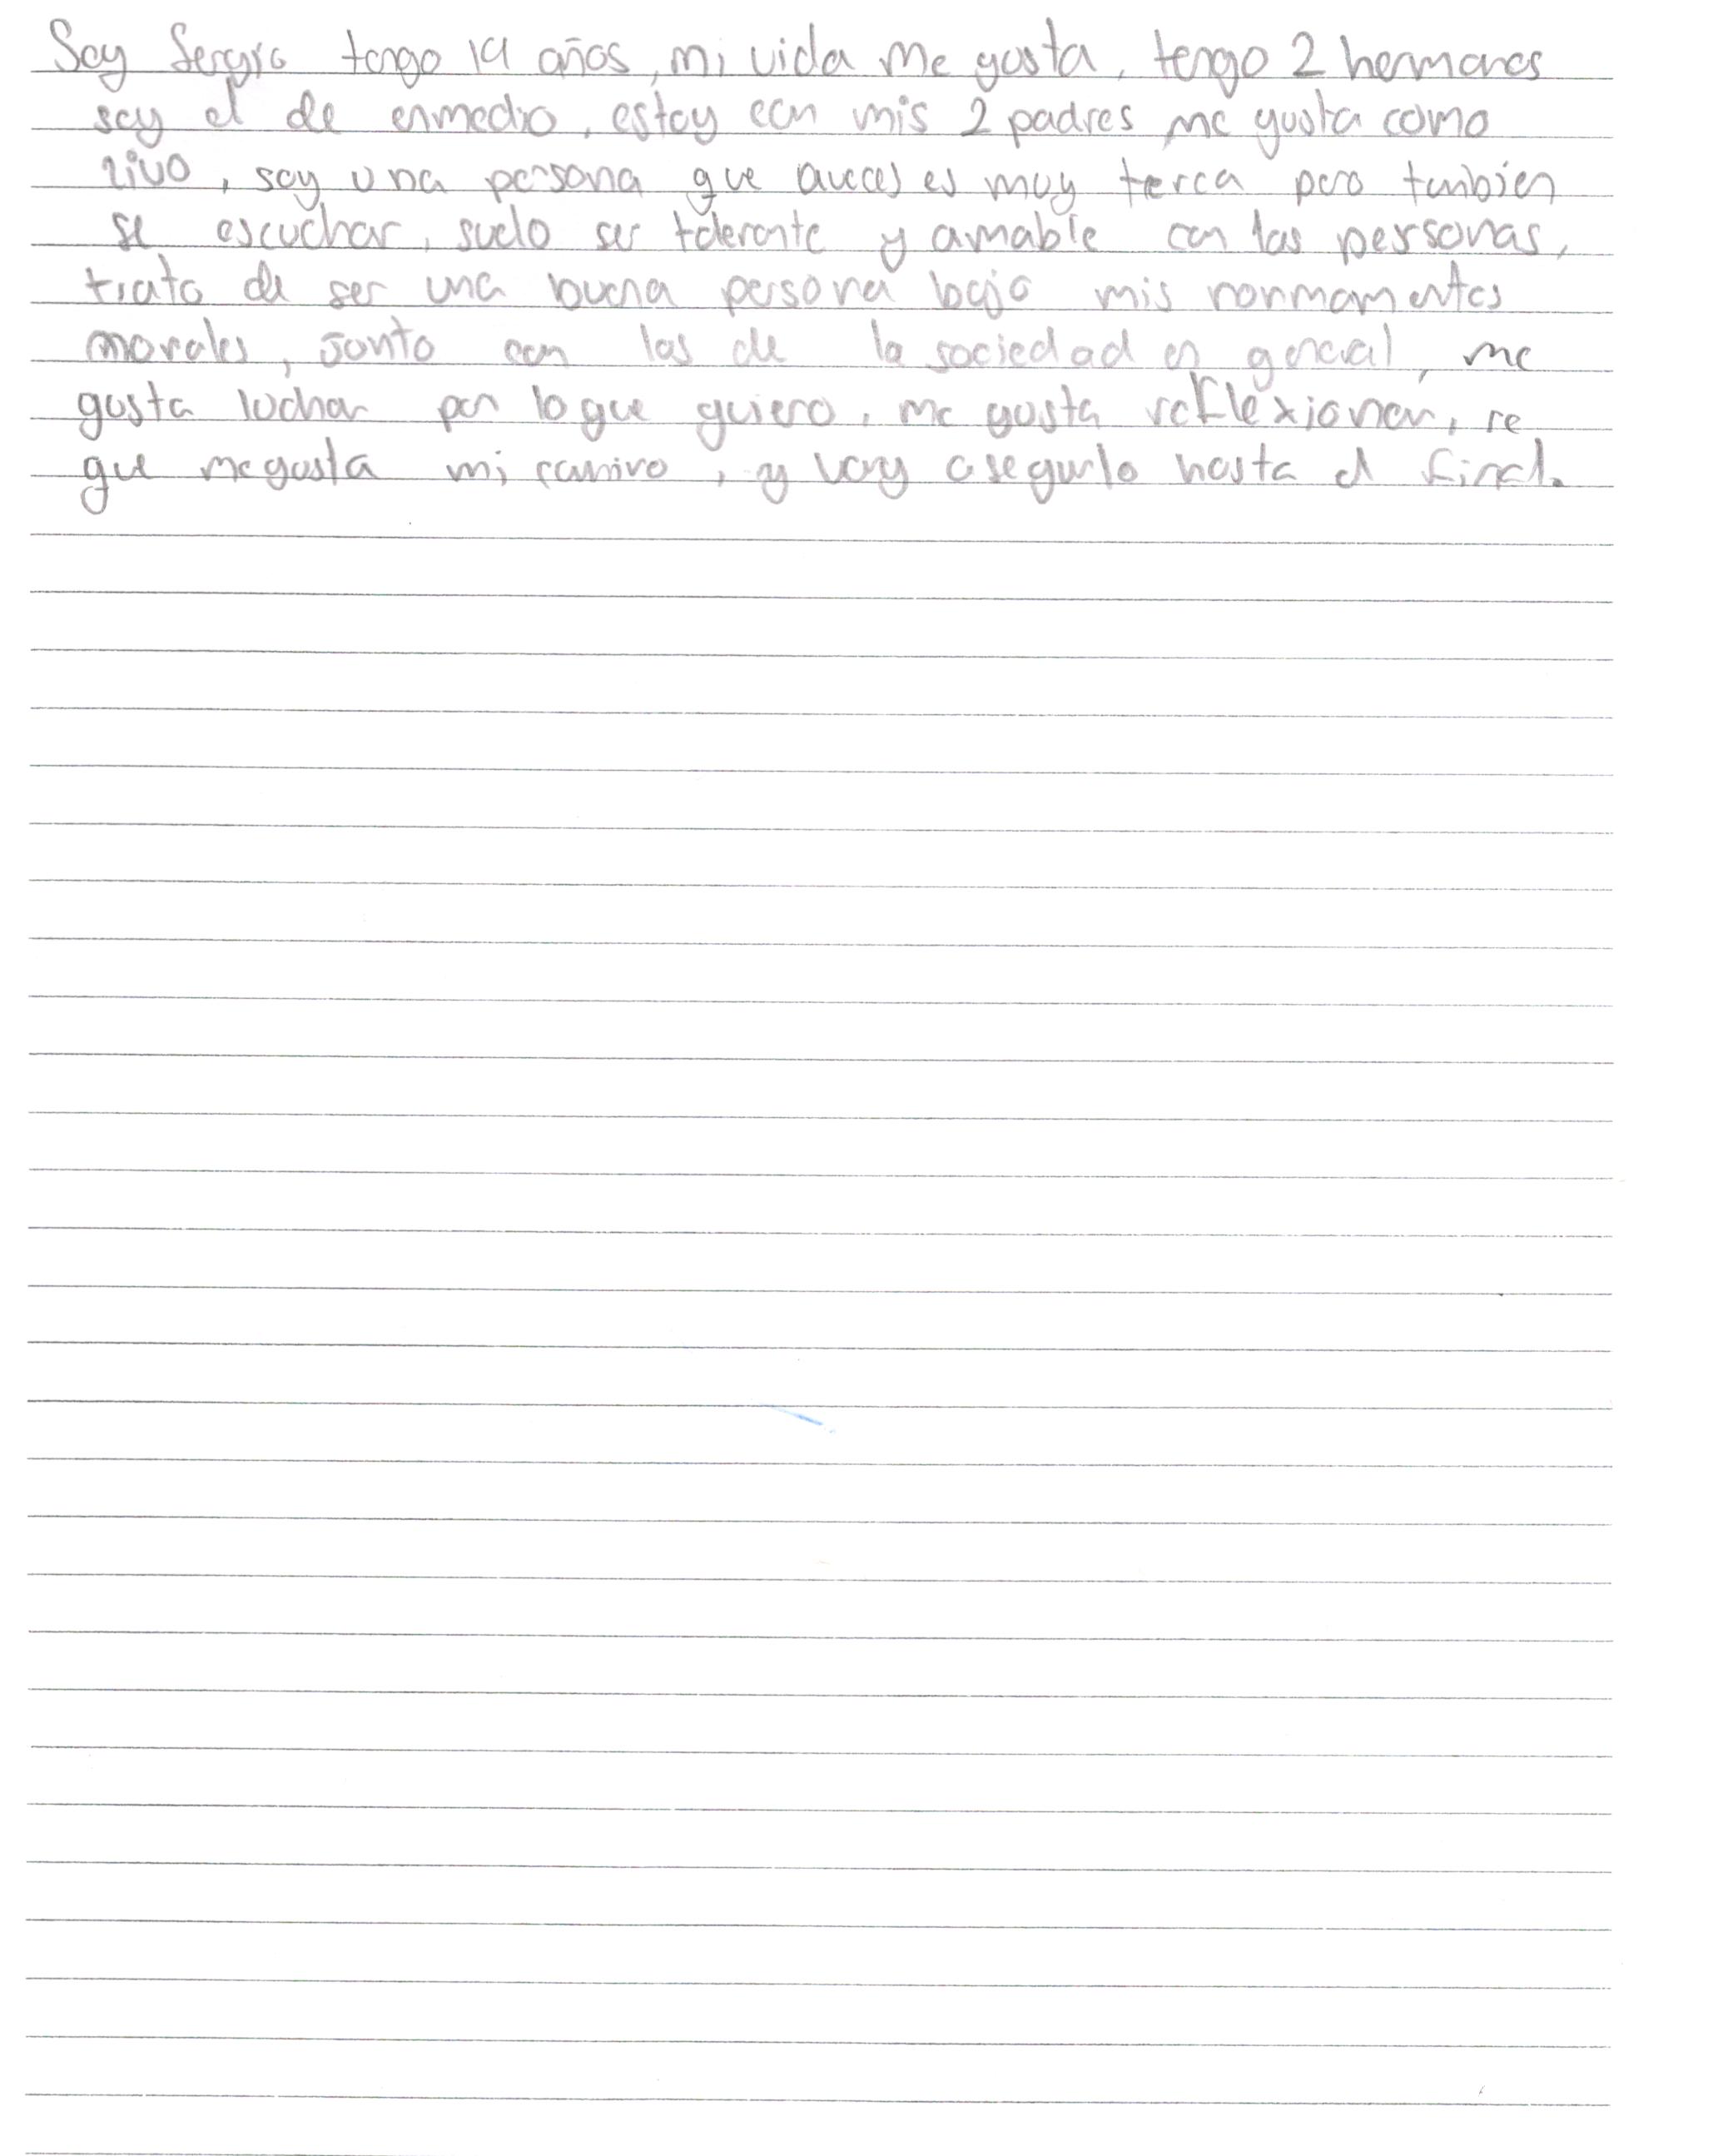 Soy Sergio tengo 19 años, mi vida me gusta, tengo 2 hermanos
soy el de enmedio, estoy con mis 2 padres me gusta como
vivo, soy una persona que aveces es muy terca pero tambien
se escuchar, suelo ser tolerante y amable con las personas,
trato de ser una buena persona bajo mis
morales, junto con los de la sociedad en general, me
gusta luchar por lo que quiero, me gusta reflexionar, se
que me gusta mi camino, y voy a seguirlo hasta el final.